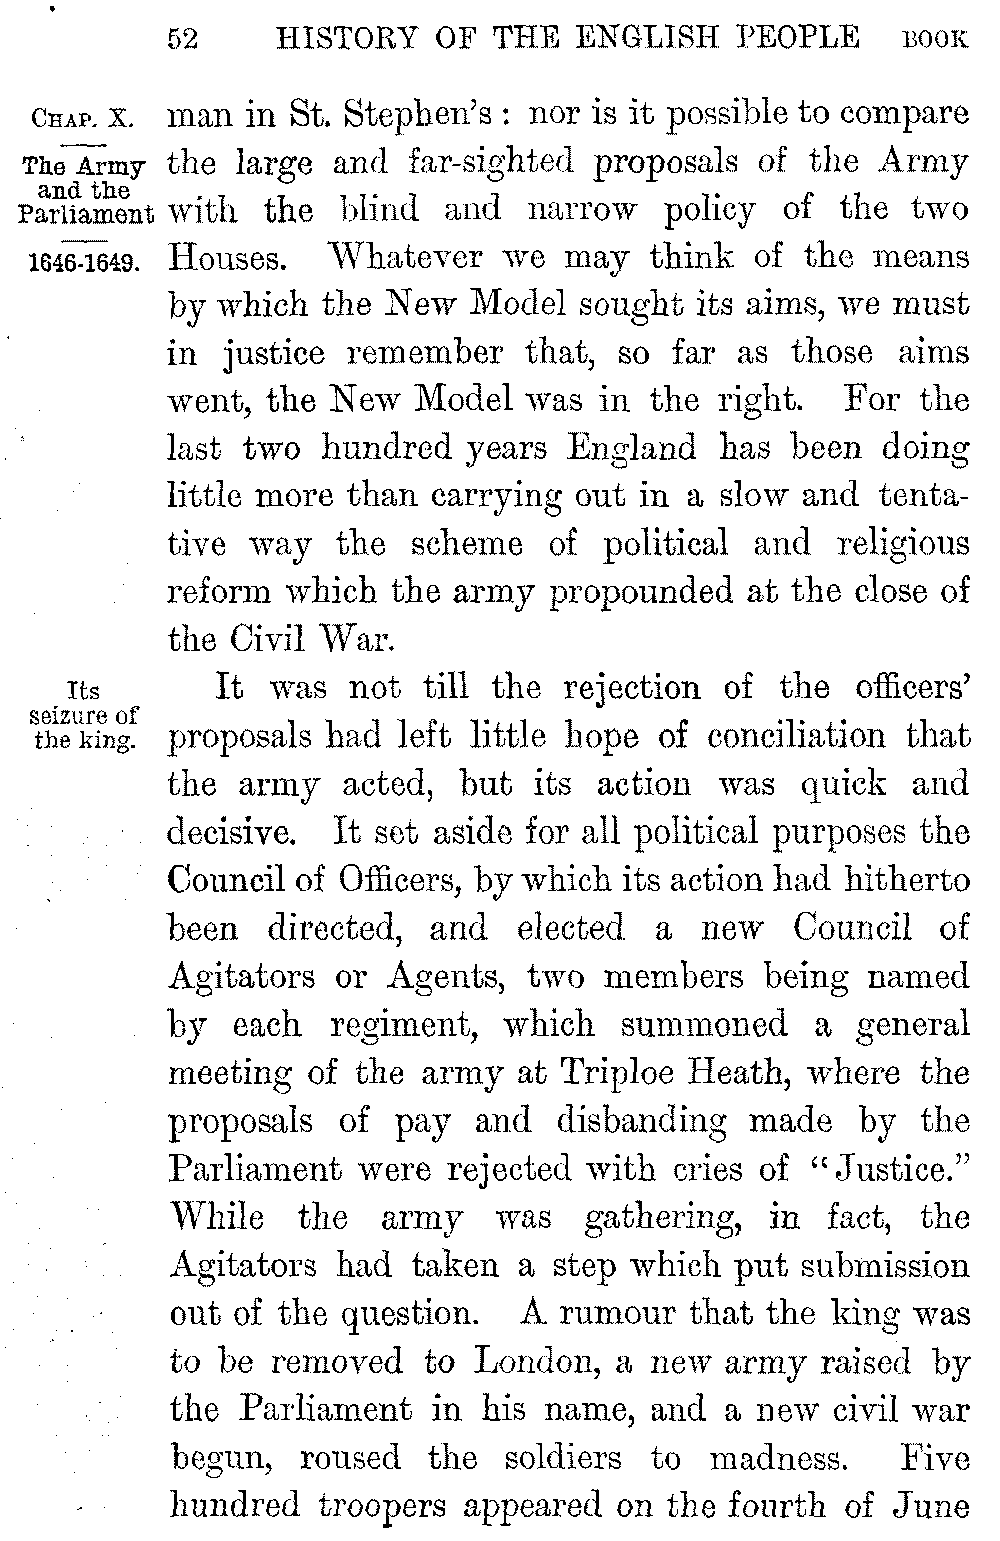 52 HISTORY OF THE ENGLISH PEOPLE BOOK
CHAP. X.
The Army
and the
Parliament
1646-1649.
man in St. Stephen's : nor is it possible to compare
the large and far-sighted proposals of the Army
with the blind and narrow policy of the two
Houses. Whatever we may think of the means
by which the New Model sought its aims, we must
in justice remember that, so far as those aims
went, the New Model was in the right. For the
last two hundred years England has been doing
little more than carrying out in a slow and tenta-
tive way the scheme of political and religious
reform which the army propounded at the close of
the Civil War.
Its
seizure of
the king.
It was not till the rejection of the officers'
proposals had left little hope of conciliation that
the army acted, but its action was quick and
decisive. It set aside for all political purposes the
Council of Officers, by which its action had hitherto
been directed, and elected a new Council of
Agitators or Agents, two members being named
by each regiment, which summoned a general
meeting of the army at Triploe Heath, where the
proposals of pay and disbanding made by the
Parliament were rejected with cries of "Justice."
While the army was gathering, in fact, the
Agitators had taken a step which put submission
out of the question. A rumour that the king was
to be removed to London, a new army raised by
the Parliament in his name, and a new civil war
begun, roused the soldiers to madness. Five
hundred troopers appeared on the fourth of June